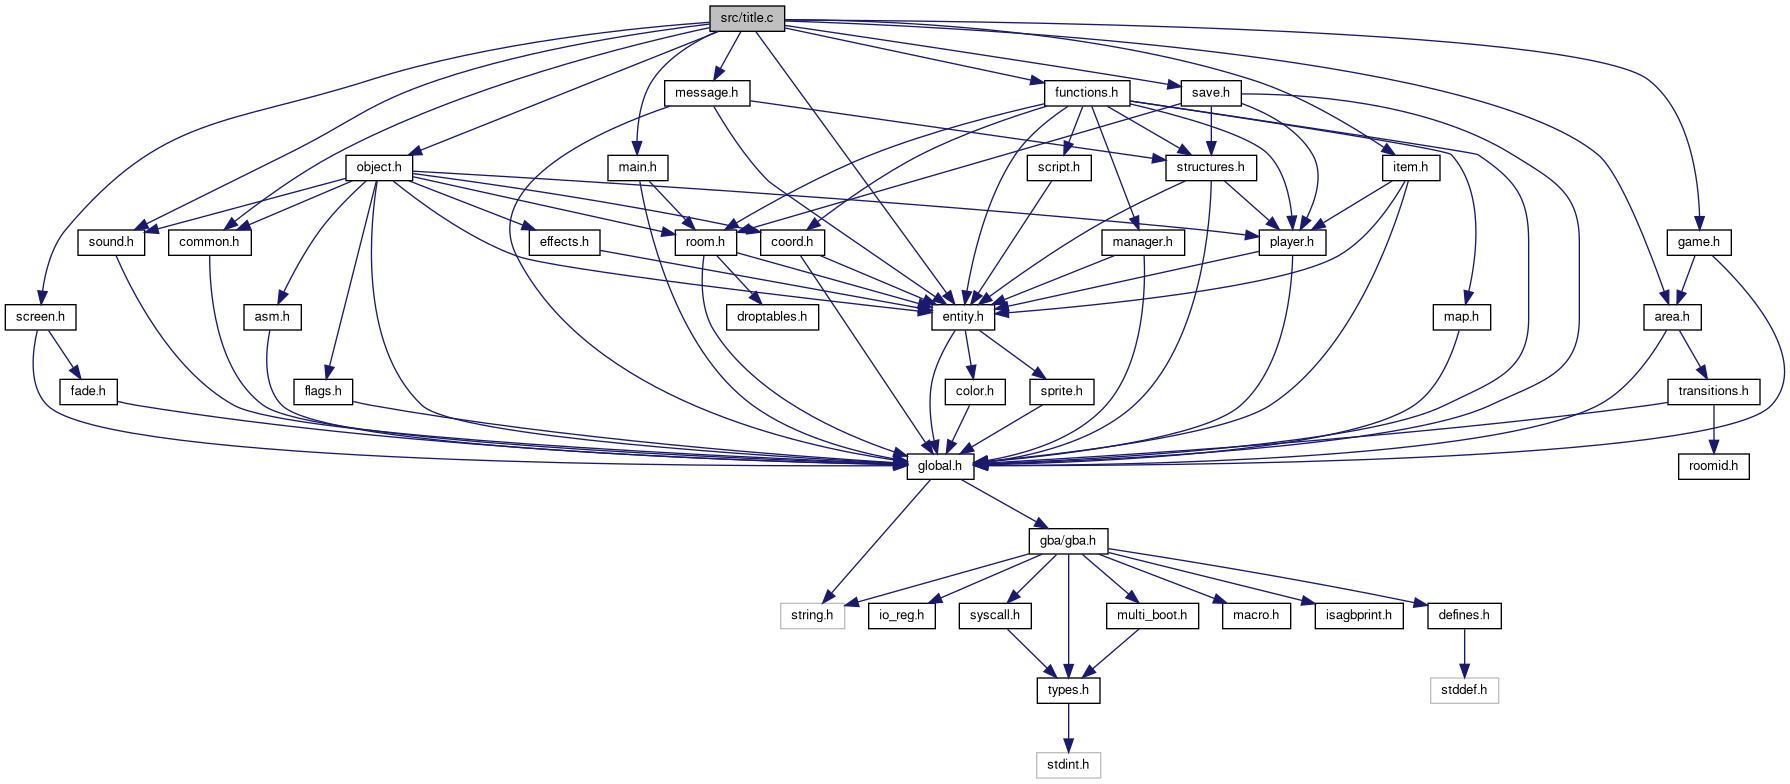 src/title.c
message.h
functions.h
save.h
object.h
main.h
script.h
structures.h
item.h
sound.h
common.h
effects.h
room.h
coord.h
manager.h
player.h
game.h
screen.h
asm.h
droptables.h
entity.h
map.h
area.h
fade.h
flags.h
color.h
sprite.h
transitions.h
global.h
roomid.h
gba/gba.h
string.h
io_reg.h
syscall.h
multi_boot.h
macro.h
isagbprint.h
defines.h
types.h
stddef.h
stdint.h